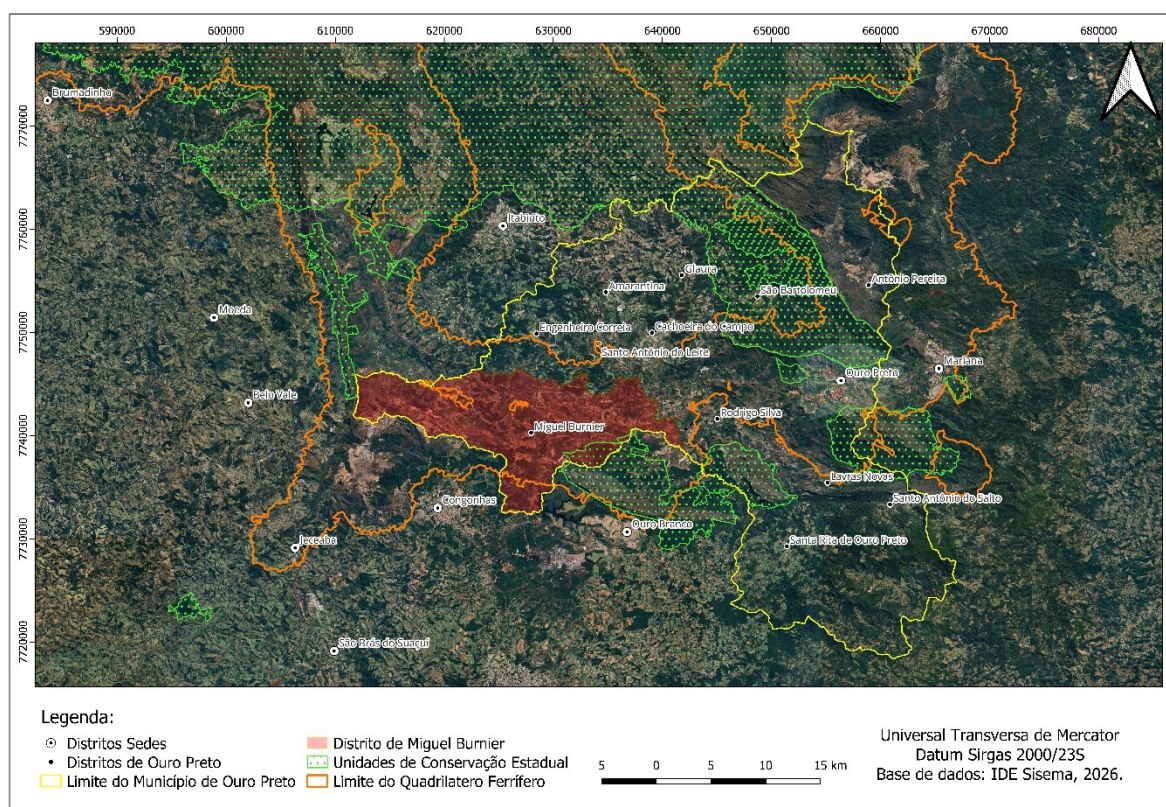 590000 600000 610000 620000 630000 640000 650000 660000 670000 680000
7770000
7760000
7750000
7740000
7730000
7720000
Brumadinho
Itabirito
Glaura
Antônio Pereira
São Bartolomeu
Amarantina
Moeda
Engenheiro Correia
Cachoeira do Campo
Santo Antônio do Leite
Mariana
Ouro Preto
Belo Vale
Rodrigo Silva
Miguel Burnier
Lavras Novas
Congonhas
Santo Antônio do Salto
Ouro Branco
Jeceaba
Santa Rita de Ouro Preto
São Brás do Suaçuí
Legenda:
Distritos Sedes
Distritos de Ouro Preto
Limite do Município de Ouro Preto
Distrito de Miguel Burnier
Unidades de Conservação Estadual
Limite do Quadrilatero Ferrífero
5 0 5 10 15 km
Universal Transversa de Mercator
Datum Sirgas 2000/23S
Base de dados: IDE Sisema, 2026.